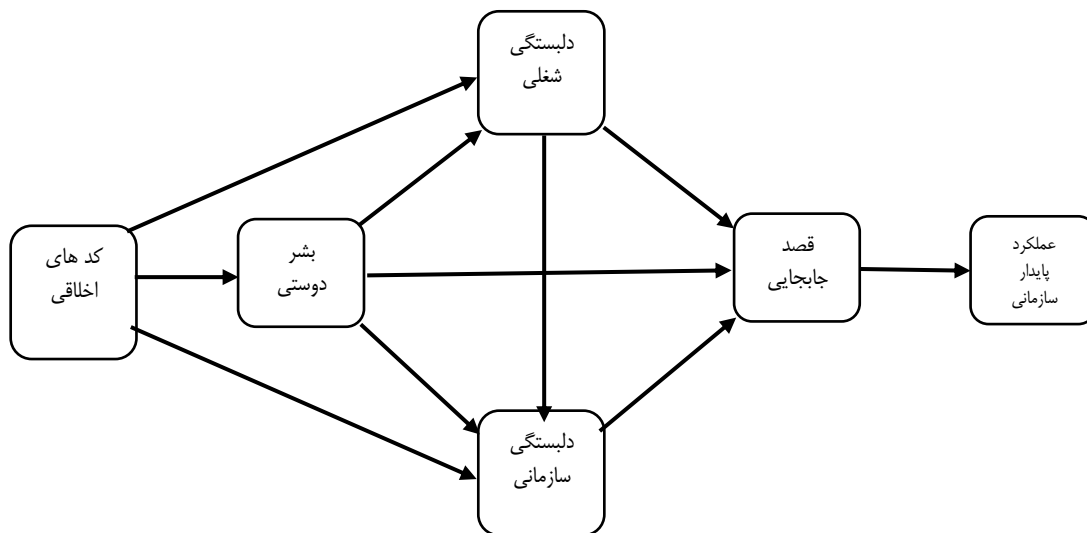 دلبستگی
شغلی
کد های
اخلاقی
بشر
دوستی
قصد
جابجایی
عملکرد
پایدار
سازمانی
دلبستگی
سازمانی